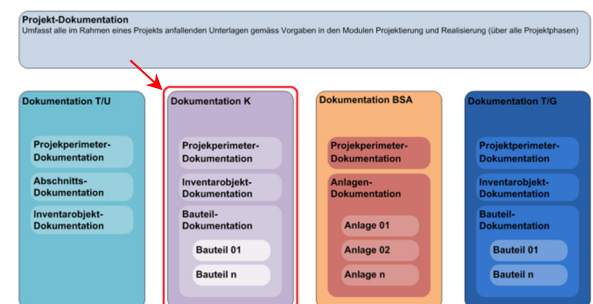 Projekt-Dokumentation
Umfasst alle im Rahmen eines Projekts anfallenden Unterlagen gemäss Vorgaben in den Modulen Projektierung und Realisierung (über alle Projektphasen)
Dokumentation T/U
Projekperimeter-
Dokumentation
Abschnitts-
Dokumentation
Inventarobjekt-
Dokumentation
Dokumentation K
Projekperimeter-
Dokumentation
Inventarobjekt-
Dokumentation
Bauteil-
Dokumentation
Bauteil 01
Bauteil n
Dokumentation BSA
Projekperimeter-
Dokumentation
Anlagen-
Dokumentation
Anlage 01
Anlage 02
Anlage n
Dokumentation T/G
Projektperimeter-
Dokumentation
Inventarobjekt-
Dokumentation
Bauteil-
Dokumentation
Bauteil 01
Bauteil n